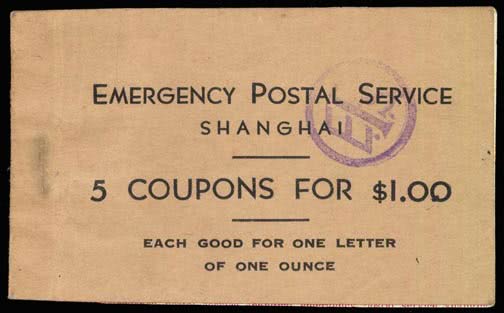 EMERGENCY POSTAL SERVICE
SHANGHAI
5 COUPONS FOR $1.00
EACH GOOD FOR ONE LETTER
OF ONE OUNCE